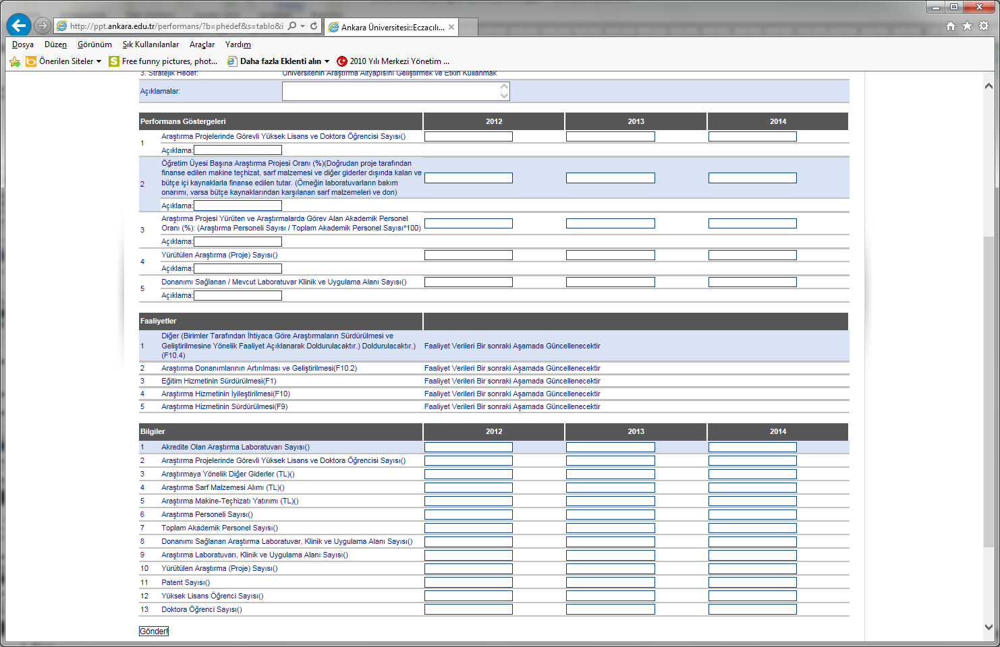 http://ppt.ankara.edu.tr/performans/?b=phedef&s=tablo&i
Ankara Üniversitesi::Eczacılı...
Dosya Düzen Görünüm Sık Kullanılanlar Araçlar Yardım
Önerilen Siteler Free funny pictures, phot... Daha fazla Eklenti alın 2010 Yılı Merkezi Yönetim ...
3. Stratejik Hedef: Üniversitenin Araştırma Altyapısını Geliştirmek ve Etkin Kullanmak
Açıklamalar:
Performans Göstergeleri 2012 2013 2014
1 Araştırma Projelerinde Görevli Yüksek Lisans ve Doktora Öğrencisi Sayısı()
Açıklama:
Öğretim Üyesi Başına Araştırma Projesi Oranı (%)(Doğrudan proje tarafından
finanse edilen makine teçhizat, sarf malzemesi ve diğer giderler dışında kalan ve
2 bütçe içi kaynaklarla finanse edilen tutar. (Örneğin laboratuvarların bakım
onarımı, varsa bütçe kaynaklarından karşılanan sarf malzemeleri ve don)
Açıklama:
Araştırma Projesi Yürüten ve Araştırmalarda Görev Alan Akademik Personel
3 Oranı (%): (Araştırma Personeli Sayısı / Toplam Akademik Personel Sayısı*100)
Açıklama:
4 Yürütülen Araştırma (Proje) Sayısı()
Açıklama:
5 Donanımı Sağlanan / Mevcut Laboratuvar Klinik ve Uygulama Alanı Sayısı()
Açıklama:
Faaliyetler
Diğer (Birimler Tarafından İhtiyaca Göre Araştırmaların Sürdürülmesi ve
1 Geliştirilmesine Yönelik Faaliyet Açıklanarak Doldurulacaktır.) Doldurulacaktır.) Faaliyet Verileri Bir sonraki Aşamada Güncellenecektir
(F10.4)
2 Araştırma Donanımlarının Artırılması ve Geliştirilmesi(F10.2) Faaliyet Verileri Bir sonraki Aşamada Güncellenecektir
3 Eğitim Hizmetinin Sürdürülmesi(F1) Faaliyet Verileri Bir sonraki Aşamada Güncellenecektir
4 Araştırma Hizmetinin İyileştirilmesi(F10) Faaliyet Verileri Bir sonraki Aşamada Güncellenecektir
5 Araştırma Hizmetinin Sürdürülmesi(F9) Faaliyet Verileri Bir sonraki Aşamada Güncellenecektir
Bilgiler 2012 2013 2014
1 Akredite Olan Araştırma Laboratuvarı Sayısı()
2 Araştırma Projelerinde Görevli Yüksek Lisans ve Doktora Öğrencisi Sayısı()
3 Araştırmaya Yönelik Diğer Giderler (TL)()
4 Araştırma Sarf Malzemesi Alımı (TL)()
5 Araştırma Makine-Teçhizatı Yatırımı (TL)()
6 Araştırma Personeli Sayısı()
7 Toplam Akademik Personel Sayısı()
8 Donanımı Sağlanan Araştırma Laboratuvar, Klinik ve Uygulama Alanı Sayısı()
9 Araştırma Laboratuvarı, Klinik ve Uygulama Alanı Sayısı()
10 Yürütülen Araştırma (Proje) Sayısı()
11 Patent Sayısı()
12 Yüksek Lisans Öğrenci Sayısı()
13 Doktora Öğrenci Sayısı()
Gönder!